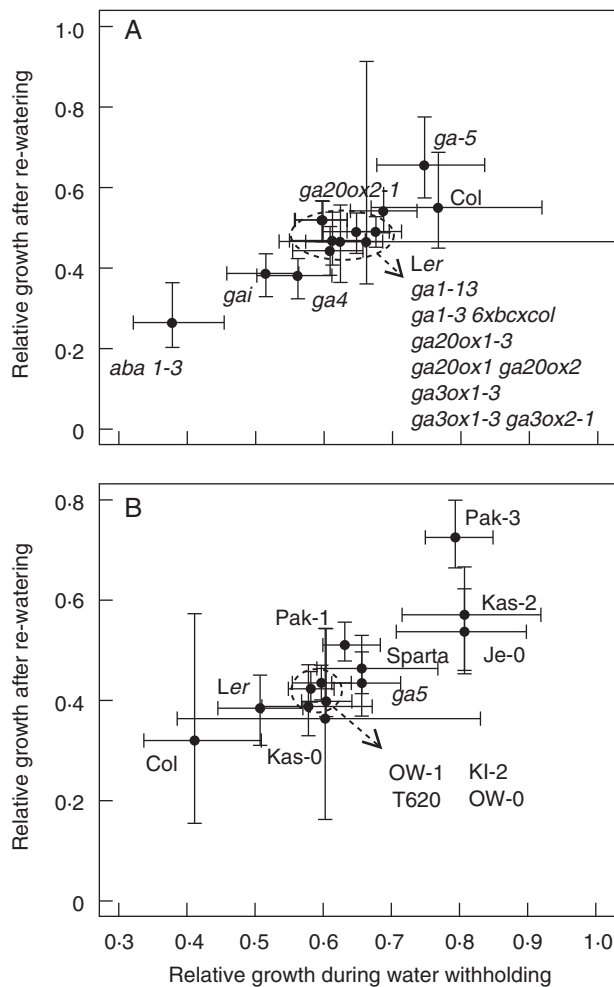 A
Relative growth after re-watering
1·0
0·8
0·6
0·4
0·2
0
ga-5
Col
ga20ox2-1
gai
ga4
aba 1-3
Ler
ga1-13
ga1-3 6xbcxcol
ga20ox1-3
ga20ox1 ga20ox2
ga3ox1-3
ga3ox1-3 ga3ox2-1
B
Relative growth after re-watering
0·8
0·6
0·4
0·2
0
Pak-3
Kas-2
Je-0
Pak-1
Sparta
ga5
Ler
Kas-0
Col
OW-1 KI-2
T620 OW-0
0·3 0·4 0·5 0·6 0·7 0·8 0·9 1·0
Relative growth during water withholding